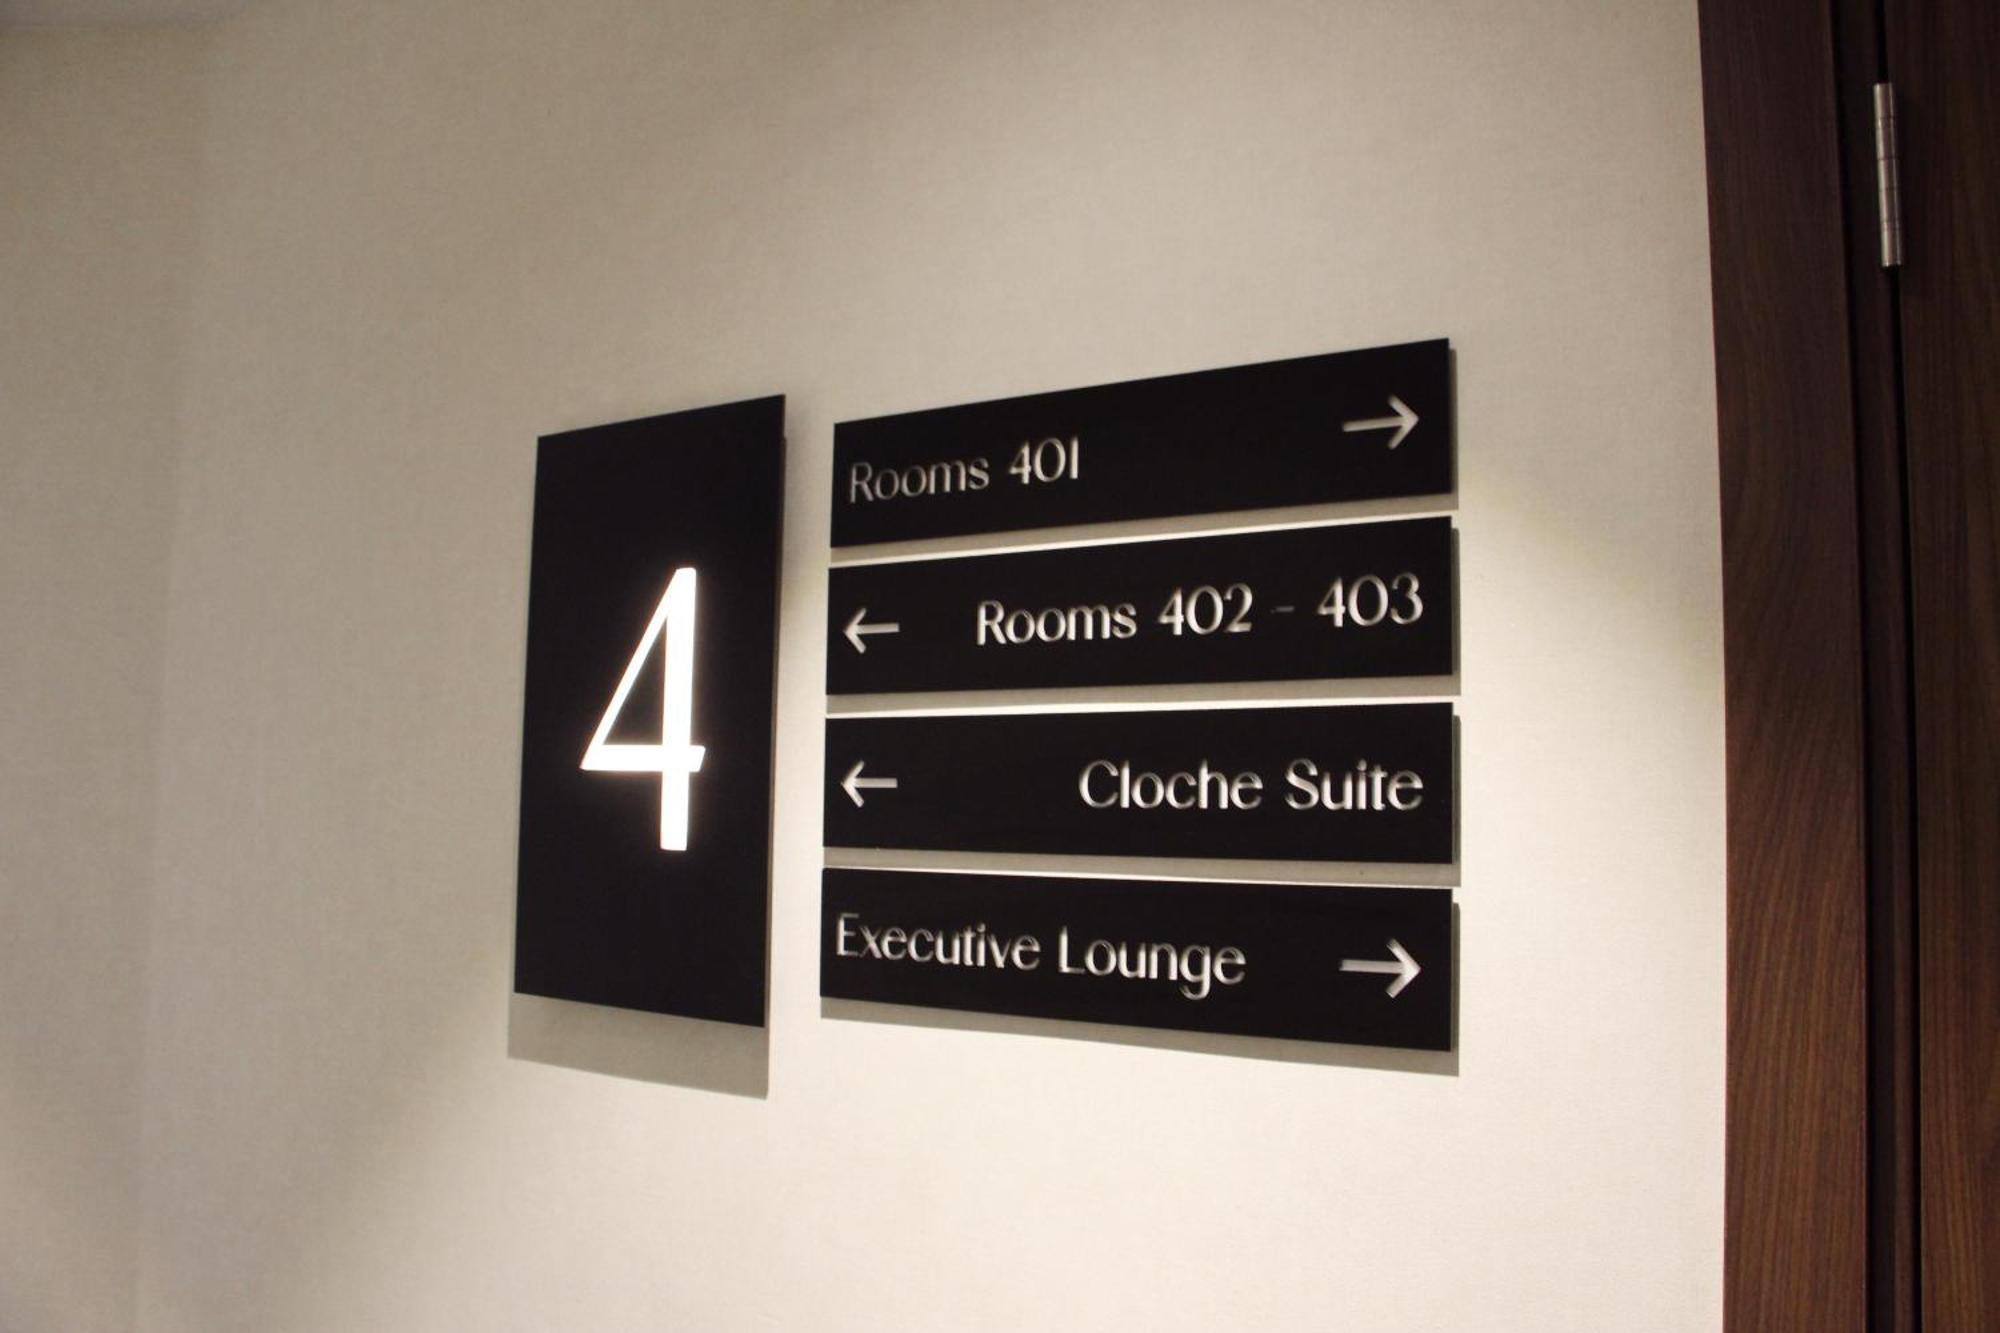 4
Rooms 401 →
← Rooms 402 - 403
← Cloche Suite
Executive Lounge →